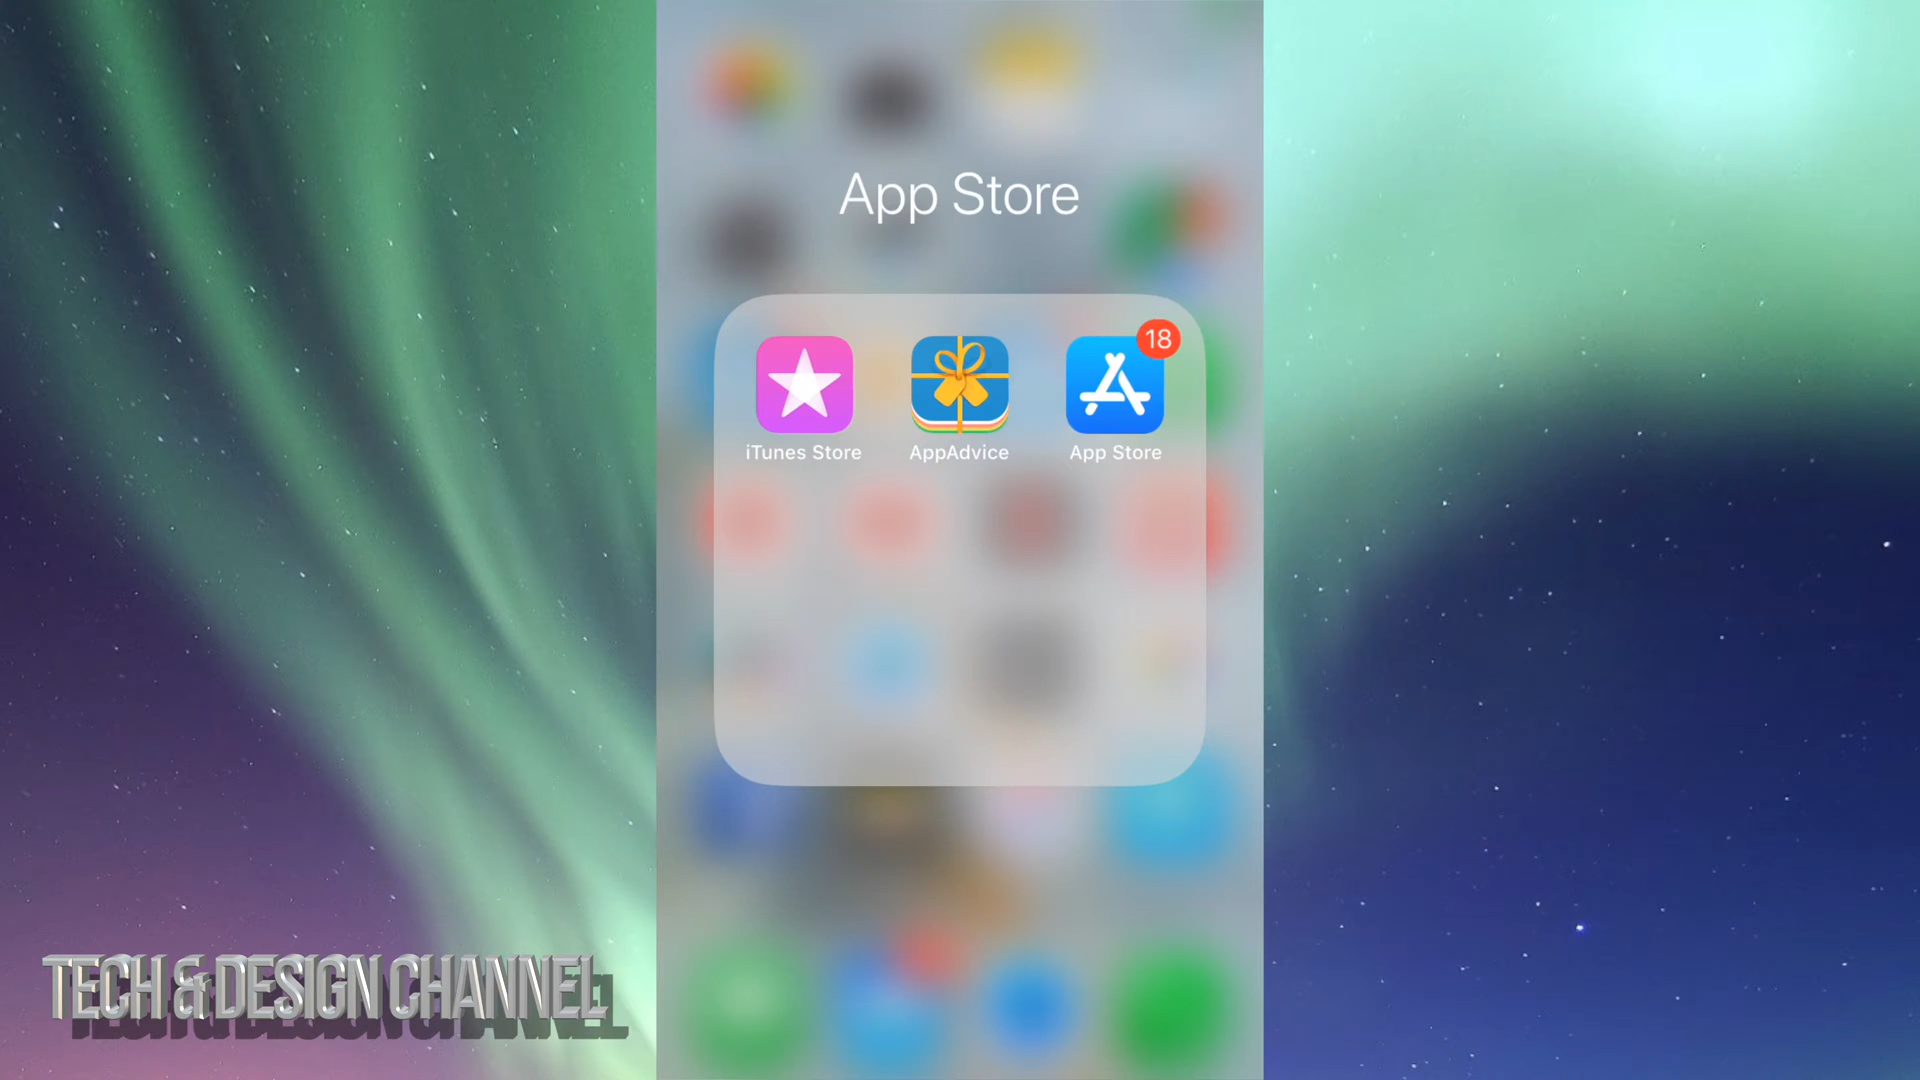 App Store
18
iTunes Store
AppAdvice
App Store
TECH & DESIGN CHANNEL